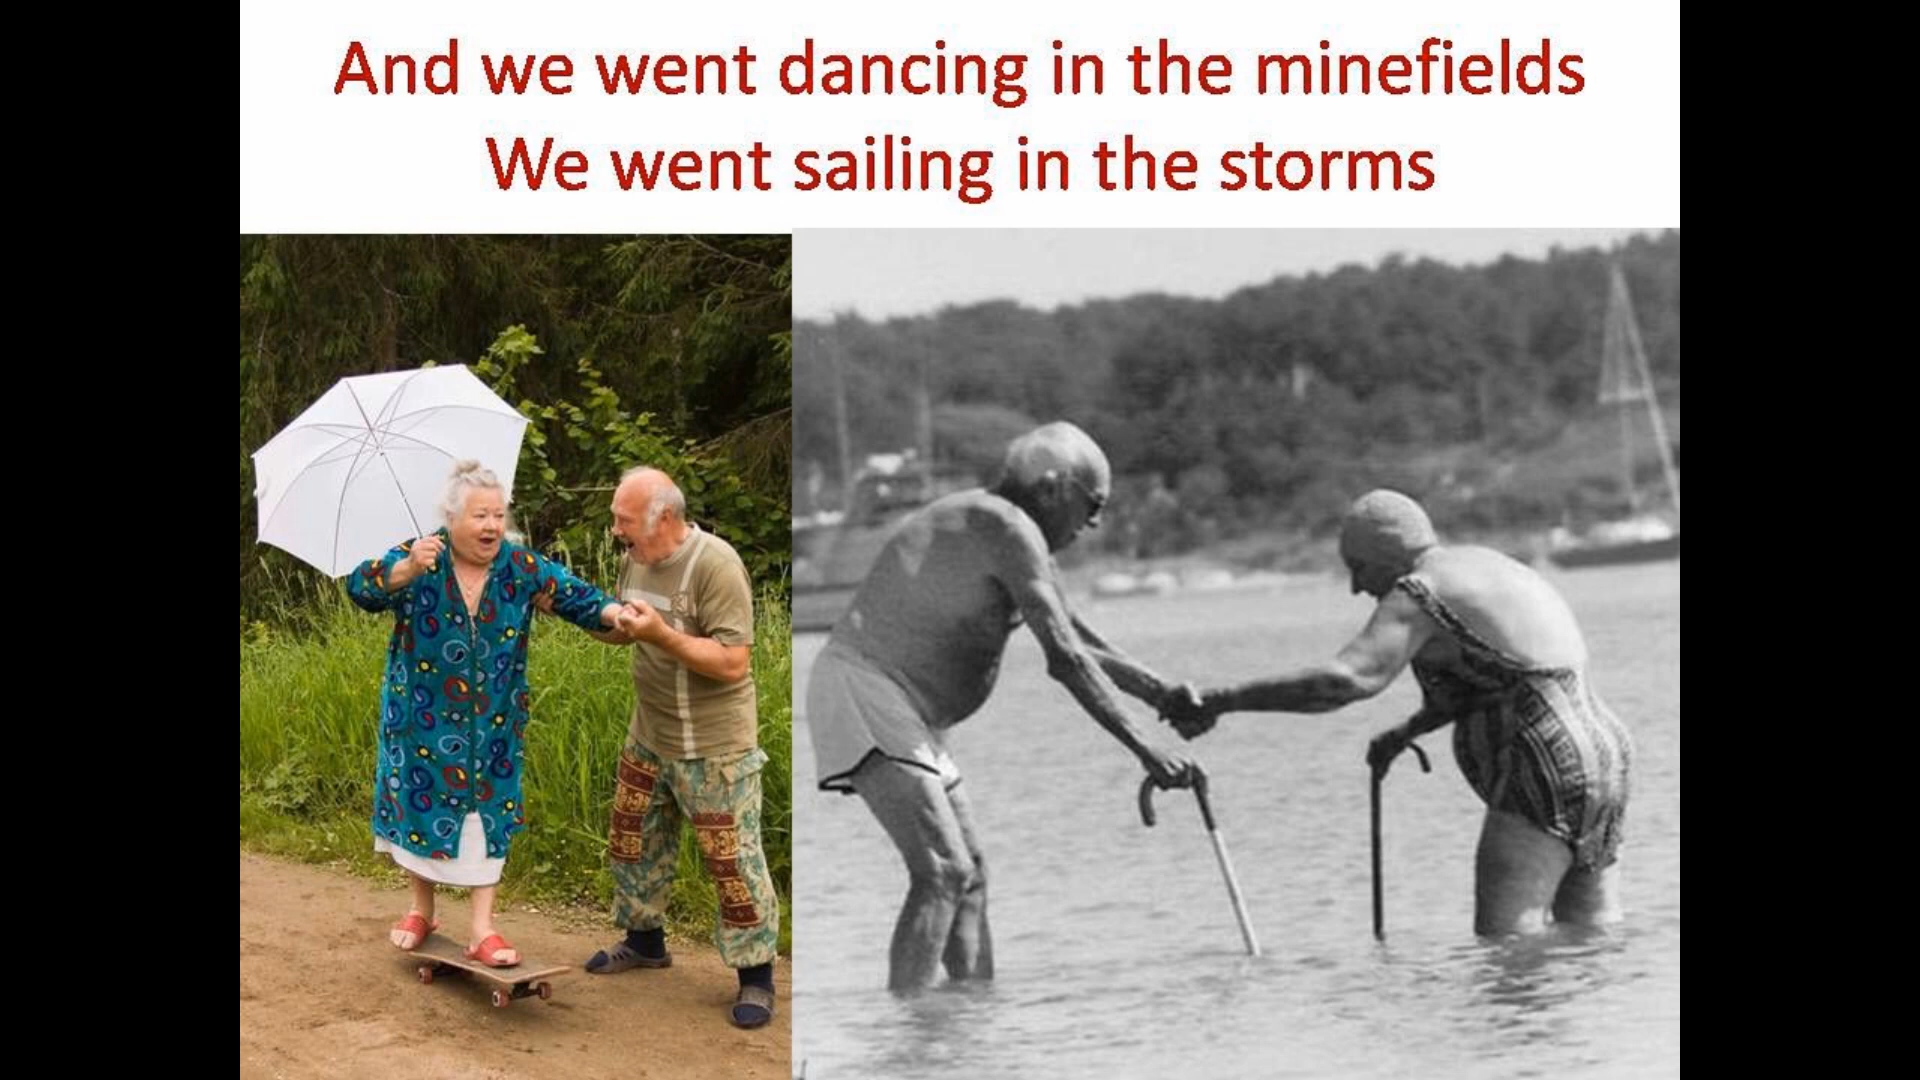 And we went dancing in the minefields
We went sailing in the storms